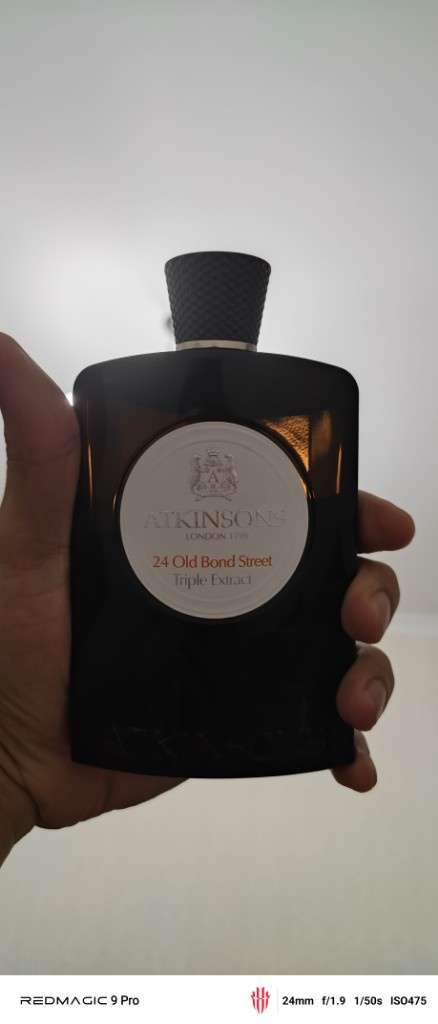 A
ATKINSONS
LONDON 1799
24 Old Bond Street
Triple Extract
ATKINSONS
REDMAGIC 9 Pro
24mm f/1.9 1/50s ISO475